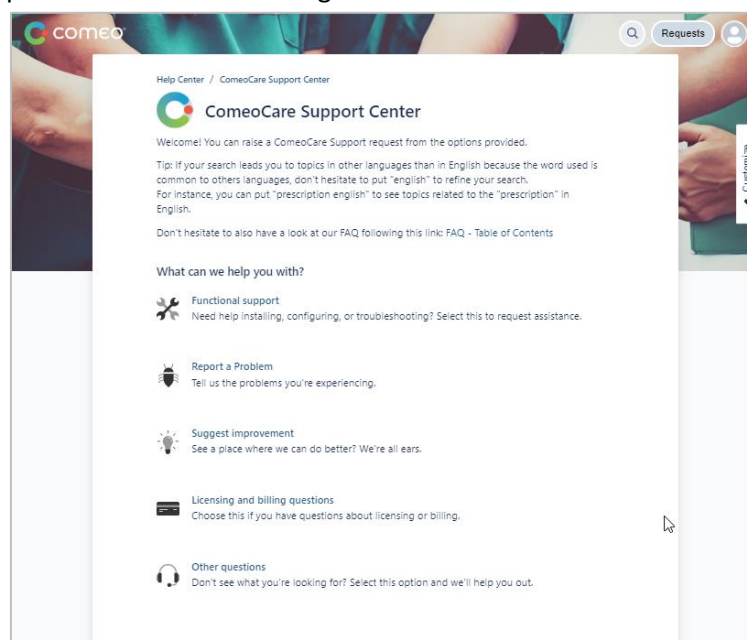 comeo
Requests
Customize
Help Center / ComeoCare Support Center
ComeoCare Support Center
Welcome! You can raise a ComeoCare Support request from the options provided.
Tip: If your search leads you to topics in other languages than in English because the word used is
common to others languages, don't hesitate to put "english" to refine your search.
For instance, you can put "prescription english" to see topics related to the "prescription" in
English.
Don't hesitate to also have a look at our FAQ following this link: FAQ - Table of Contents
What can we help you with?
Functional support
Need help installing, configuring, or troubleshooting? Select this to request assistance.
Report a Problem
Tell us the problems you're experiencing.
Suggest improvement
See a place where we can do better? We're all ears.
Licensing and billing questions
Choose this if you have questions about licensing or billing.
Other questions
Don't see what you're looking for? Select this option and we'll help you out.